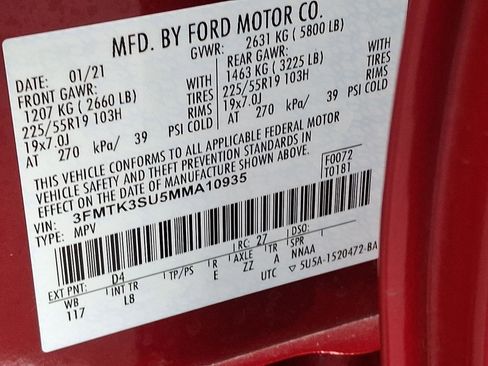 MFD. BY FORD MOTOR CO.
GVWR: 2631 KG ( 5800 LB)
DATE: 01/21
FRONT GAWR:
1207 KG ( 2660 LB) WITH
225/55R19 103H TIRES
19x7.0J RIMS
AT 270 kPa/ 39 PSI COLD
REAR GAWR:
1463 KG ( 3225 LB) WITH
225/55R19 103H TIRES
19x7.0J RIMS
AT 270 kPa/ 39 PSI COLD
THIS VEHICLE CONFORMS TO ALL APPLICABLE FEDERAL MOTOR
VEHICLE SAFETY AND THEFT PREVENTION STANDARDS IN
EFFECT ON THE DATE OF MANUFACTURE SHOWN ABOVE.
VIN: 3FMTK3SU5MMA10935
TYPE: MPV
F0072
T0181
EXT PNT: D4 RC: 27 DSO:
WB INT TR TP/PS R AXLE TR SPR
117 L8 E ZZ A NNAA
UTC 5U5A-1520472-BA